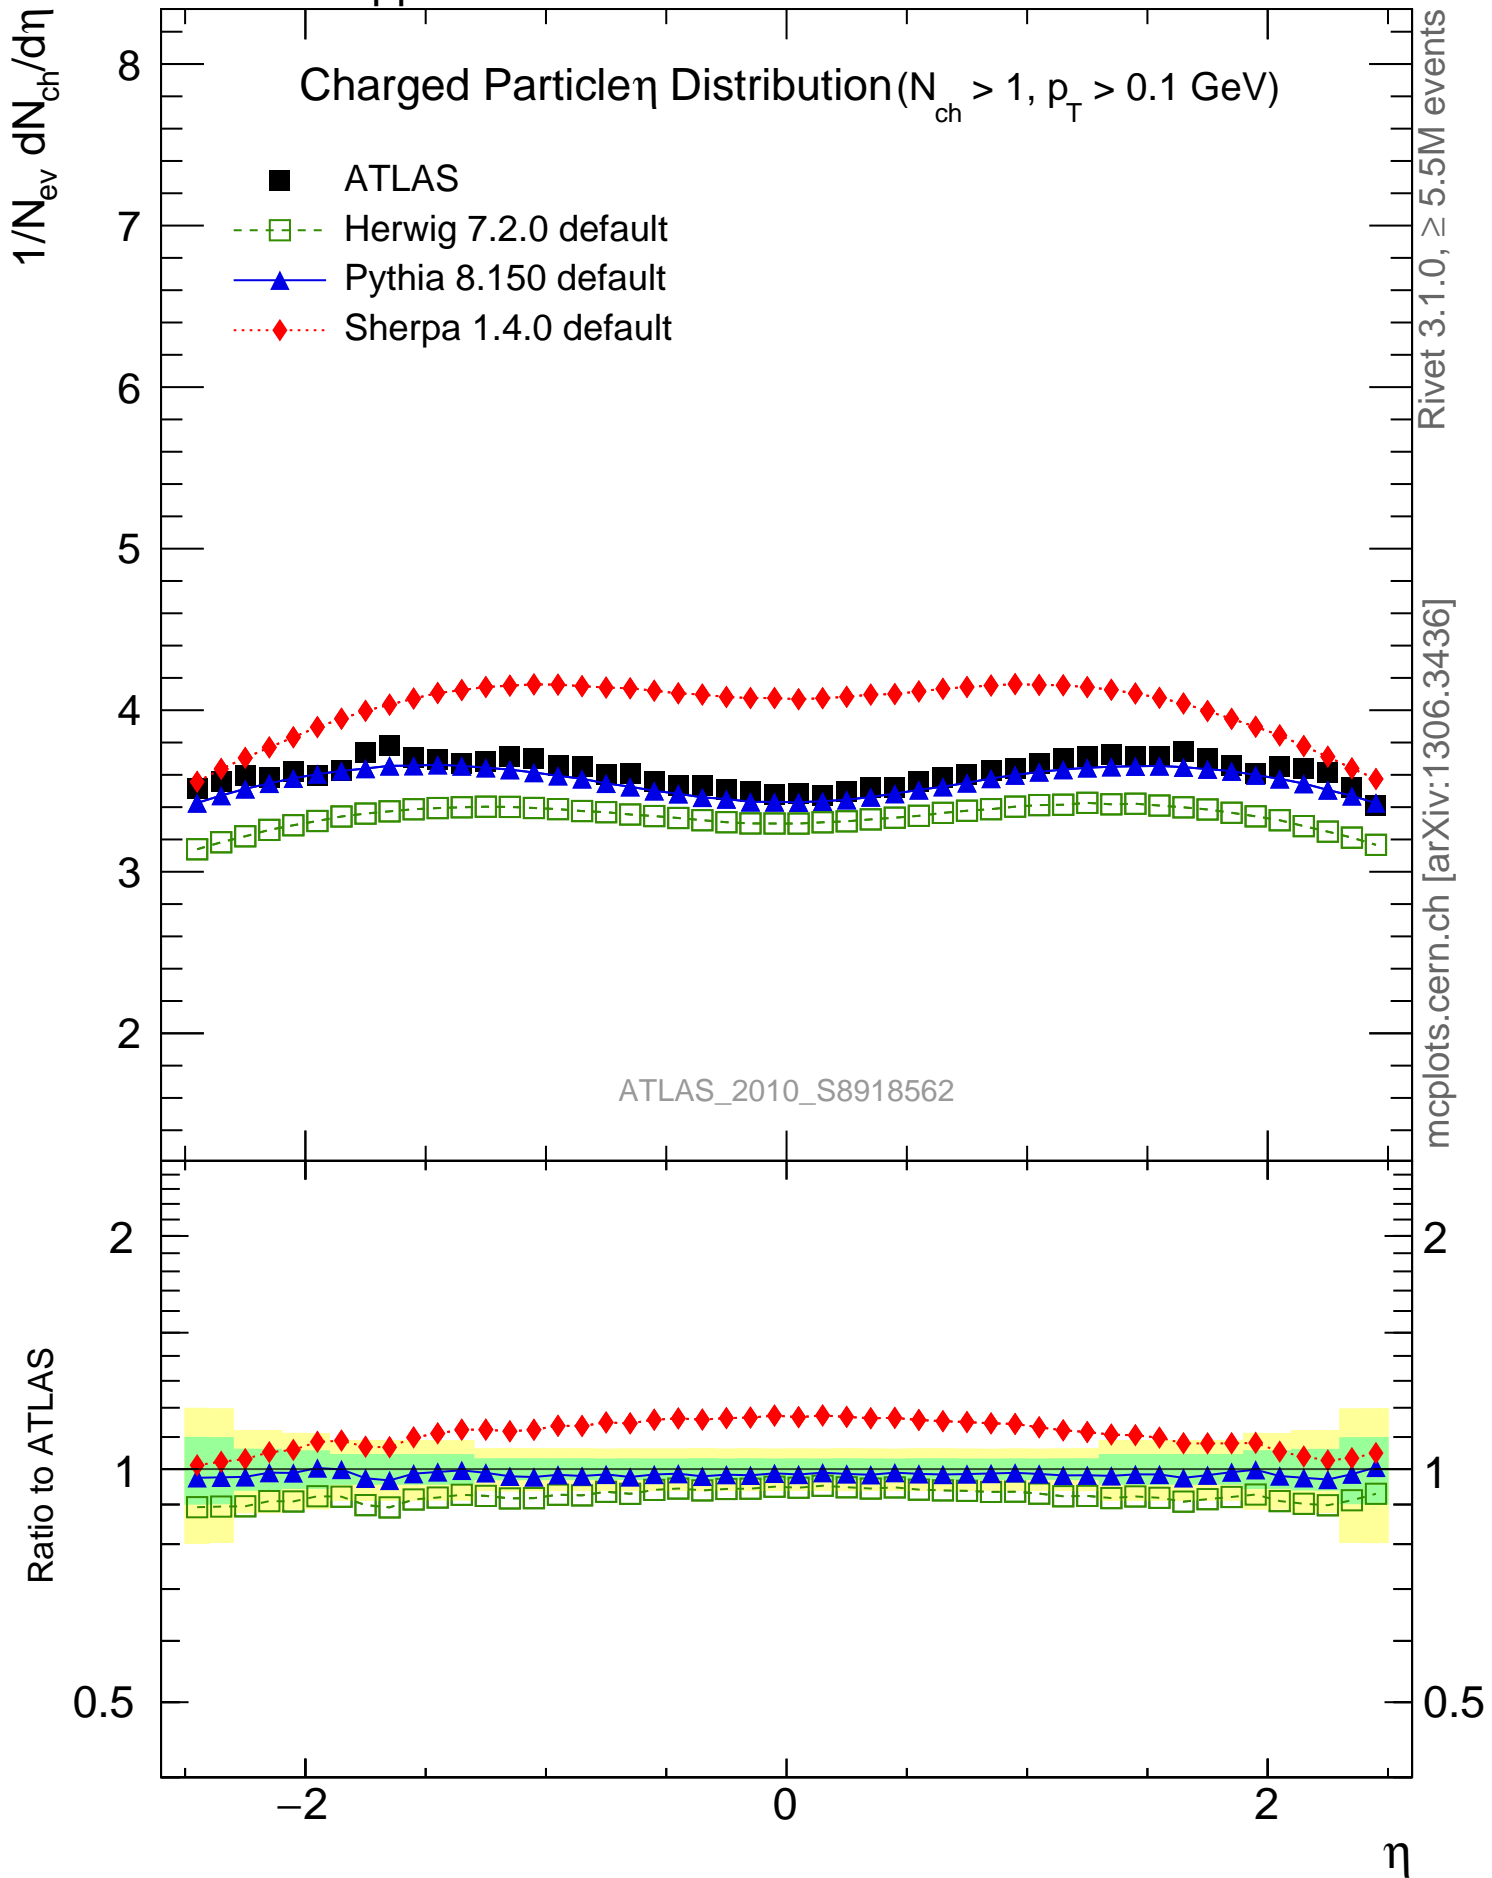 1/N_ev dN_ch/dη
Charged Particleη Distribution (N_ch > 1, p_T > 0.1 GeV)
ATLAS
Herwig 7.2.0 default
Pythia 8.150 default
Sherpa 1.4.0 default
8
7
6
5
4
3
2
ATLAS_2010_S8918562
Rivet 3.1.0, ≥ 5.5M events
mcplots.cern.ch [arXiv:1306.3436]
Ratio to ATLAS
2
1
0.5
2
1
0.5
−2
0
2
η